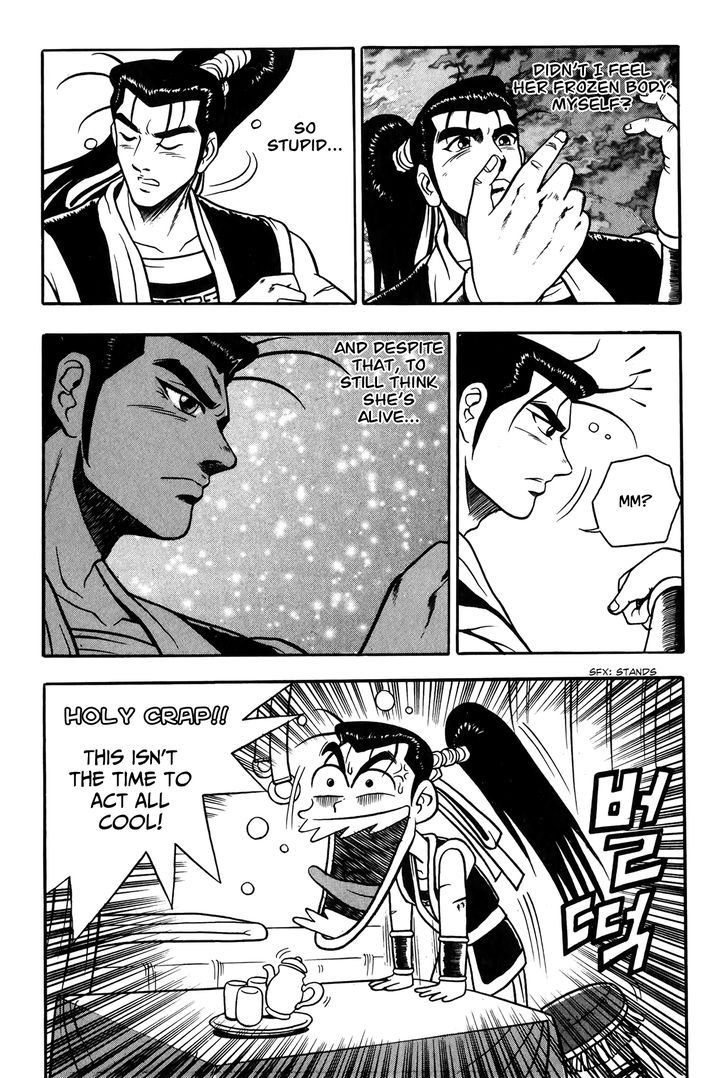 SO
STUPID...
DIDN'T I FEEL
HER FROZEN BODY
MYSELF?
AND DESPITE
THAT, TO
STILL THINK
SHE'S
ALIVE...
MM?
SFX: STANDS
HOLY CRAP!!
THIS ISN'T
THE TIME TO
ACT ALL
COOL!
벌
떡